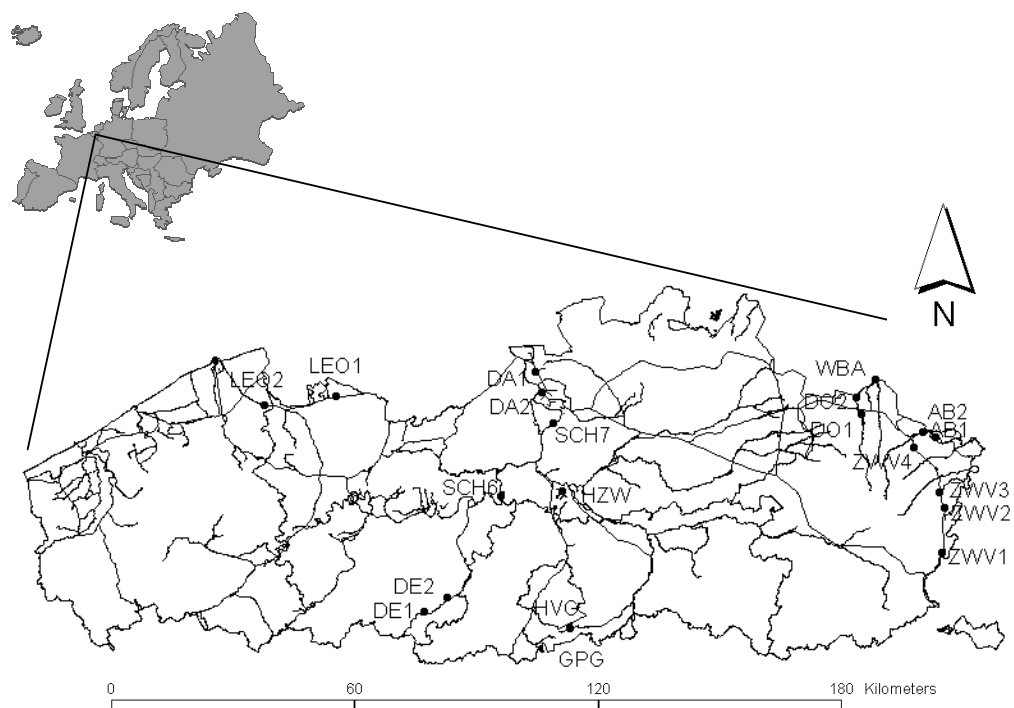 N
LEO1
WBA
LEO2
DA1
DO2
DA2
AB2
SCH7
DO1
AB1
ZWV4
SCH6
HZW
ZWV3
ZWV2
ZWV1
DE2
DE1
GPG
0 60 120 180 Kilometers